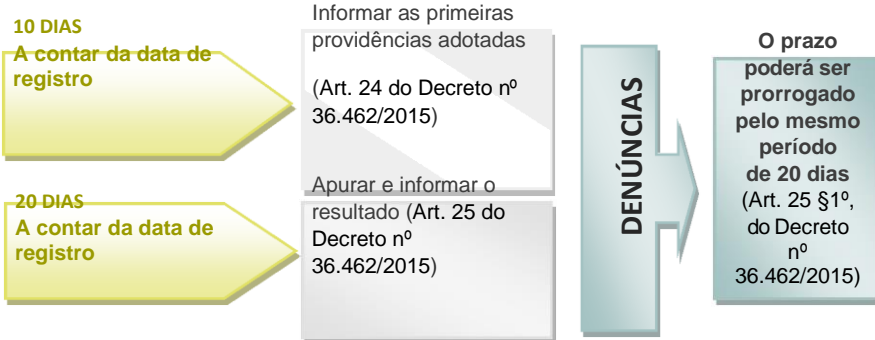 10 DIAS
A contar da data de
registro
Informar as primeiras
providências adotadas
(Art. 24 do Decreto nº
36.462/2015)
20 DIAS
A contar da data de
registro
Apurar e informar o
resultado (Art. 25 do
Decreto nº
36.462/2015)
DENÚNCIAS
O prazo
poderá ser
prorrogado
pelo mesmo
período
de 20 dias
(Art. 25 §1º,
do Decreto
nº
36.462/2015)